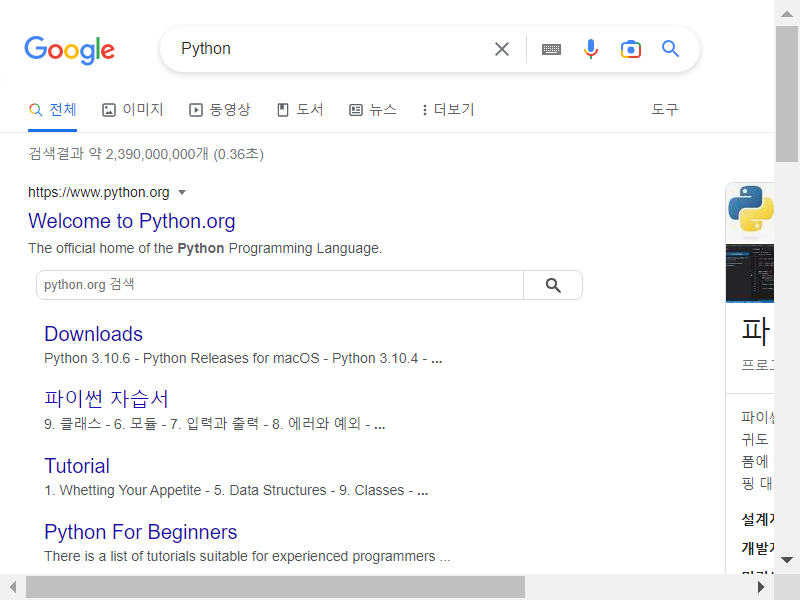 Google
Python
전체
이미지
동영상
도서
뉴스
더보기
도구
검색결과 약 2,390,000,000개 (0.36초)
https://www.python.org
Welcome to Python.org
The official home of the Python Programming Language.
python.org 검색
Downloads
Python 3.10.6 - Python Releases for macOS - Python 3.10.4 - ...
파이썬 자습서
9. 클래스 - 6. 모듈 - 7. 입력과 출력 - 8. 에러와 예외 - ...
Tutorial
1. Whetting Your Appetite - 5. Data Structures - 9. Classes - ...
Python For Beginners
There is a list of tutorials suitable for experienced programmers ...
파
프로
파이
귀도
폼에
핑 대
설계
개발